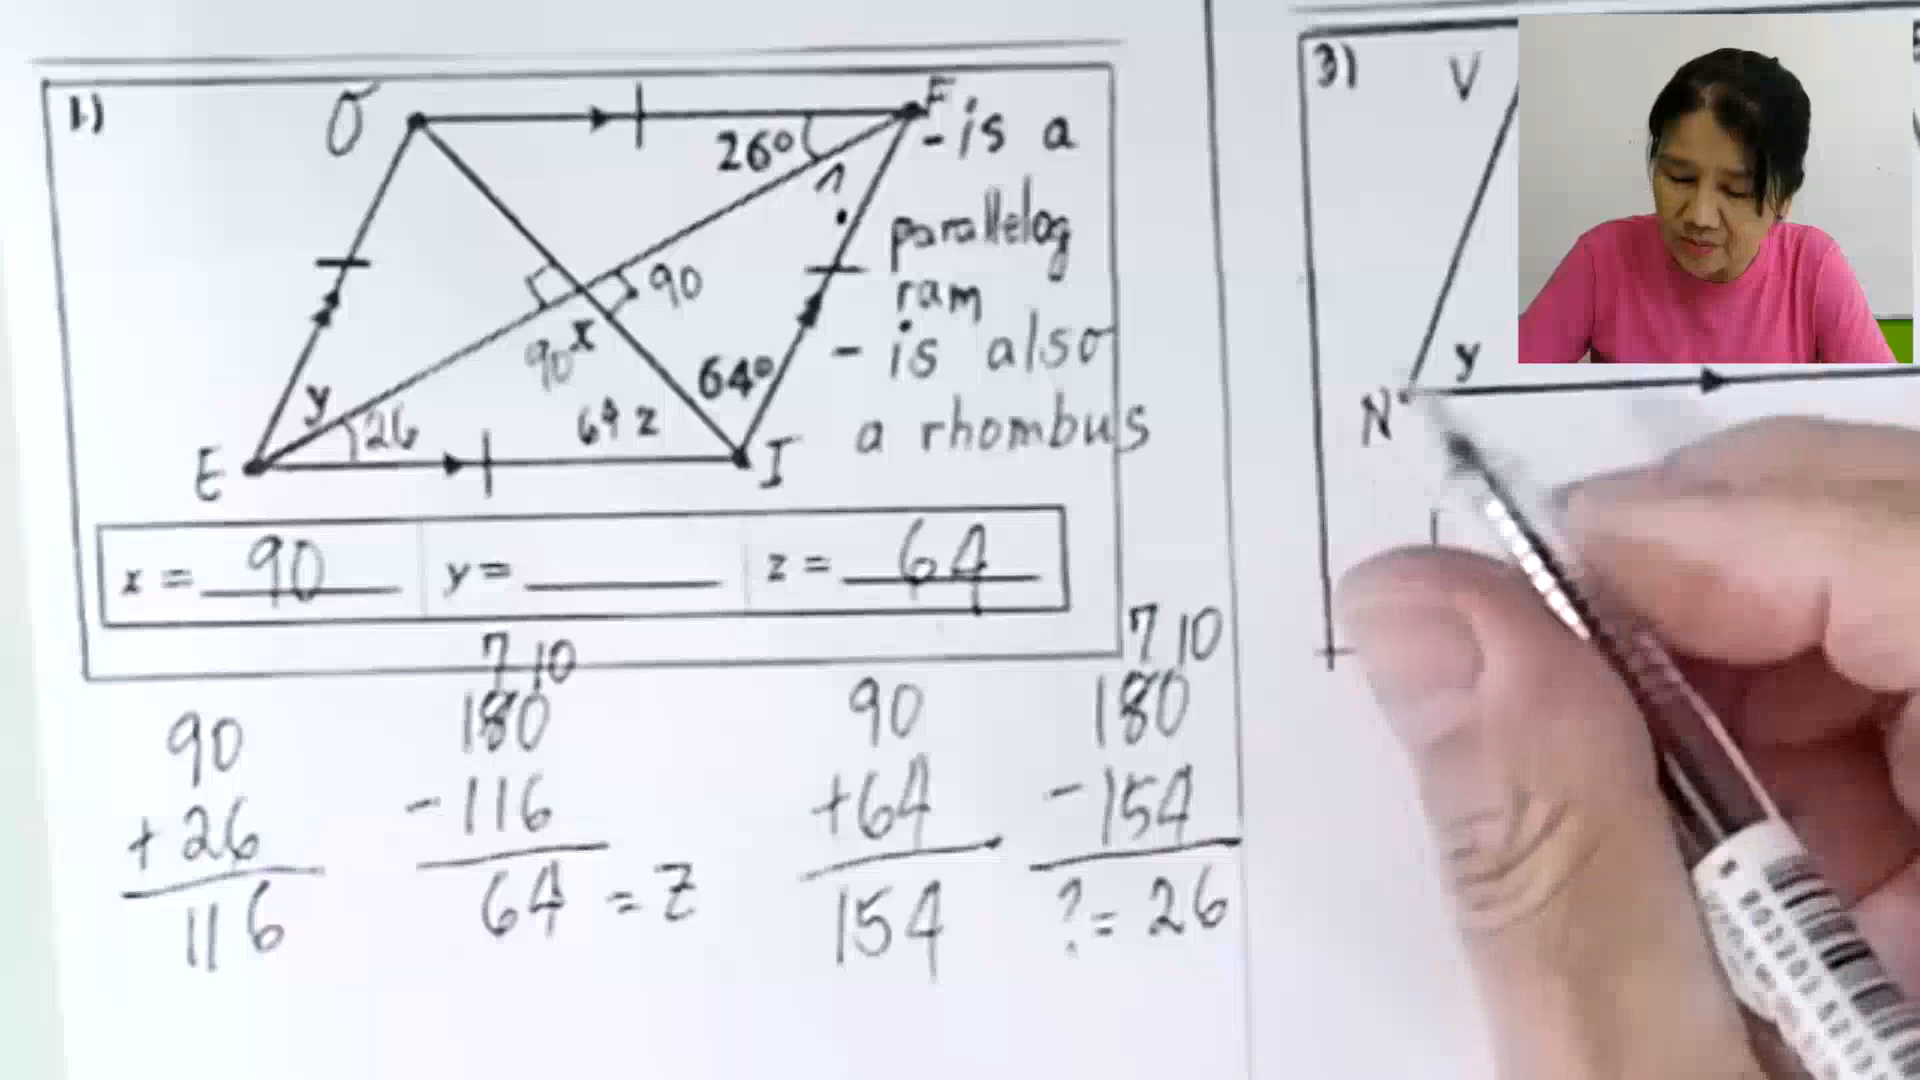 1.)
O
F
26°
?
- is a
parallelog
ram
- is also
a rhombus
90
90 x
64°
y
26
64 z
E
I
x = 90
y =
z = 64
90
+ 26
116
7 10
180
- 116
64 = z
90
+64
154
7 10
180
- 154
? = 26
3)
V
y
N